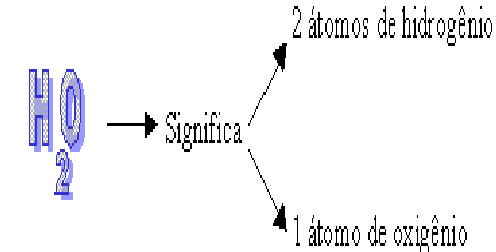 2 átomos de hidrogênio
H2O
Significa
1 átomo de oxigênio